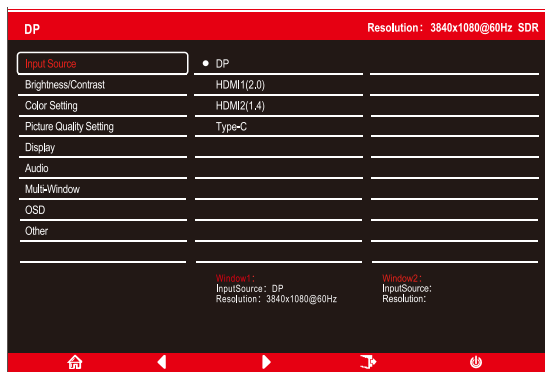 DP Resolution: 3840x1080@60Hz SDR
Input Source DP
Brightness/Contrast HDMI1(2.0)
Color Setting HDMI2(1.4)
Picture Quality Setting Type-C
Display
Audio
Multi-Window
OSD
Other
Window1: Window2:
InputSource: DP InputSource:
Resolution: 3840x1080@60Hz Resolution: